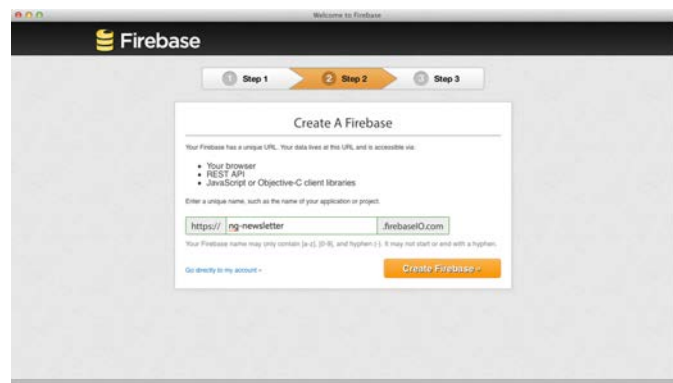 Welcome to Firebase
Firebase
1 Step 1
2 Step 2
3 Step 3
Create A Firebase
Your Firebase has a unique URL. Your data lives at this URL and is accessible via:
• Your browser
• REST API
• JavaScript or Objective-C client libraries
Enter a unique name, such as the name of your application or project:
https:// ng-newsletter .firebaseIO.com
Your Firebase name may only contain [a-z], [0-9], and hyphen (-). It may not start or end with a hyphen.
Go directly to my account »
Create Firebase »